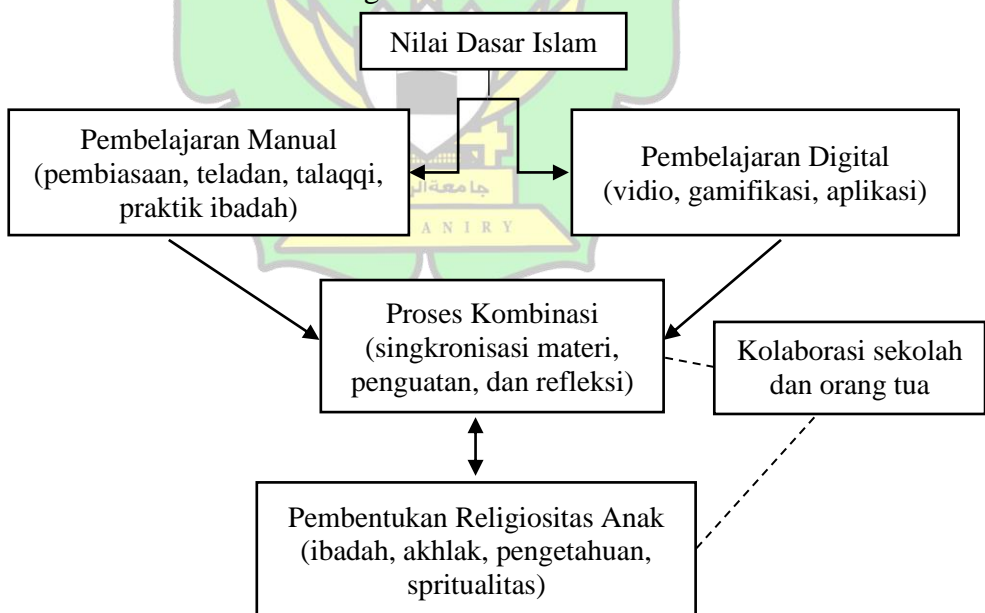 Nilai Dasar Islam
Pembelajaran Manual
(pembiasaan, teladan, talaqqi,
praktik ibadah)
Pembelajaran Digital
(vidio, gamifikasi, aplikasi)
ANIRY
Proses Kombinasi
(singkronisasi materi,
penguatan, dan refleksi)
Kolaborasi sekolah
dan orang tua
Pembentukan Religiositas Anak
(ibadah, akhlak, pengetahuan,
spritualitas)